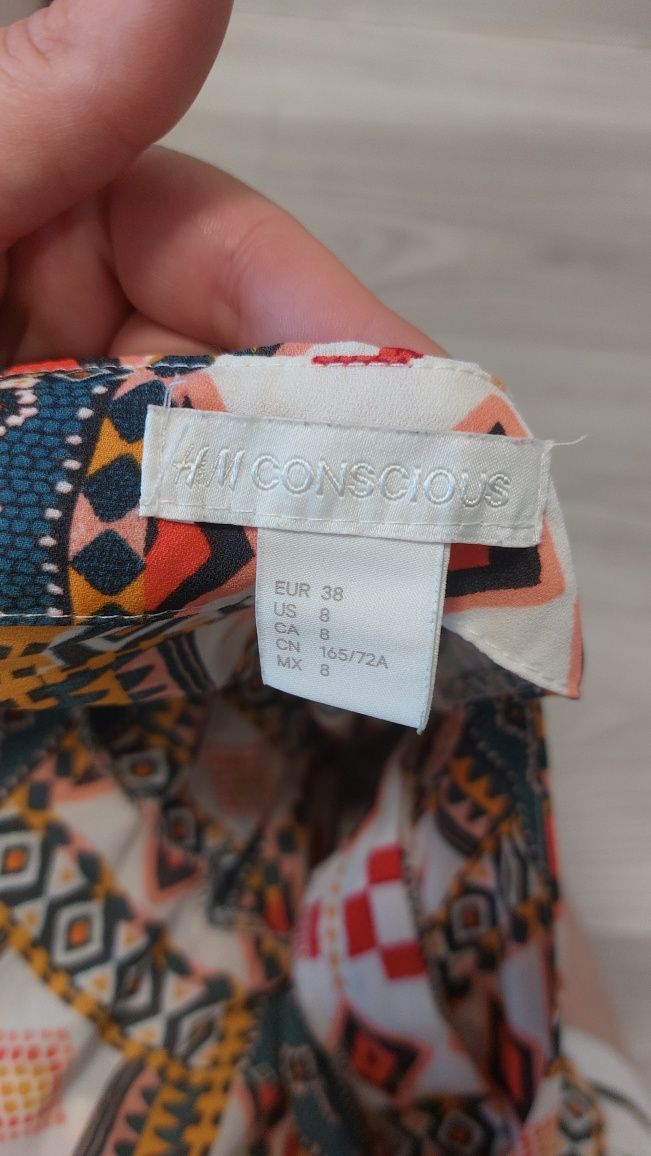 H&M CONSCIOUS
EUR 38
US 8
CA 8
CN 165/72A
MX 8